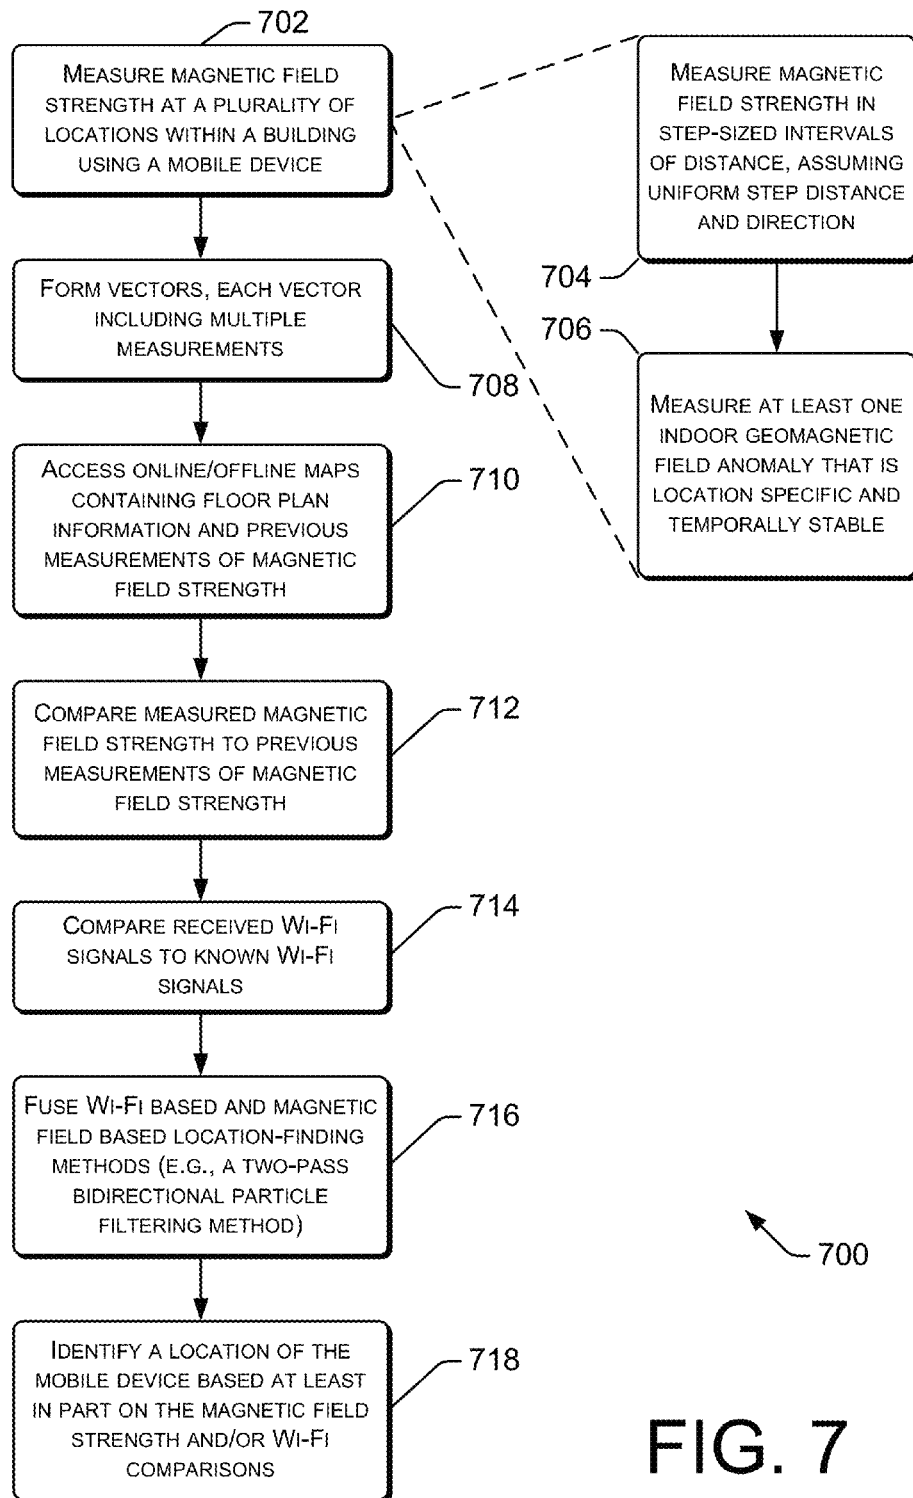 702
MEASURE MAGNETIC FIELD
STRENGTH AT A PLURALITY OF
LOCATIONS WITHIN A BUILDING
USING A MOBILE DEVICE
MEASURE MAGNETIC
FIELD STRENGTH IN
STEP-SIZED INTERVALS
OF DISTANCE, ASSUMING
UNIFORM STEP DISTANCE
AND DIRECTION
704
706
MEASURE AT LEAST ONE
INDOOR GEOMAGNETIC
FIELD ANOMALY THAT IS
LOCATION SPECIFIC AND
TEMPORALLY STABLE
FORM VECTORS, EACH VECTOR
INCLUDING MULTIPLE
MEASUREMENTS
708
ACCESS ONLINE/OFFLINE MAPS
CONTAINING FLOOR PLAN
INFORMATION AND PREVIOUS
MEASUREMENTS OF MAGNETIC
FIELD STRENGTH
710
COMPARE MEASURED MAGNETIC
FIELD STRENGTH TO PREVIOUS
MEASUREMENTS OF MAGNETIC
FIELD STRENGTH
712
COMPARE RECEIVED WI-FI
SIGNALS TO KNOWN WI-FI
SIGNALS
714
FUSE WI-FI BASED AND MAGNETIC
FIELD BASED LOCATION-FINDING
METHODS (E.G., A TWO-PASS
BIDIRECTIONAL PARTICLE
FILTERING METHOD)
716
IDENTIFY A LOCATION OF THE
MOBILE DEVICE BASED AT LEAST
IN PART ON THE MAGNETIC FIELD
STRENGTH AND/OR WI-FI
COMPARISONS
718
700
FIG. 7